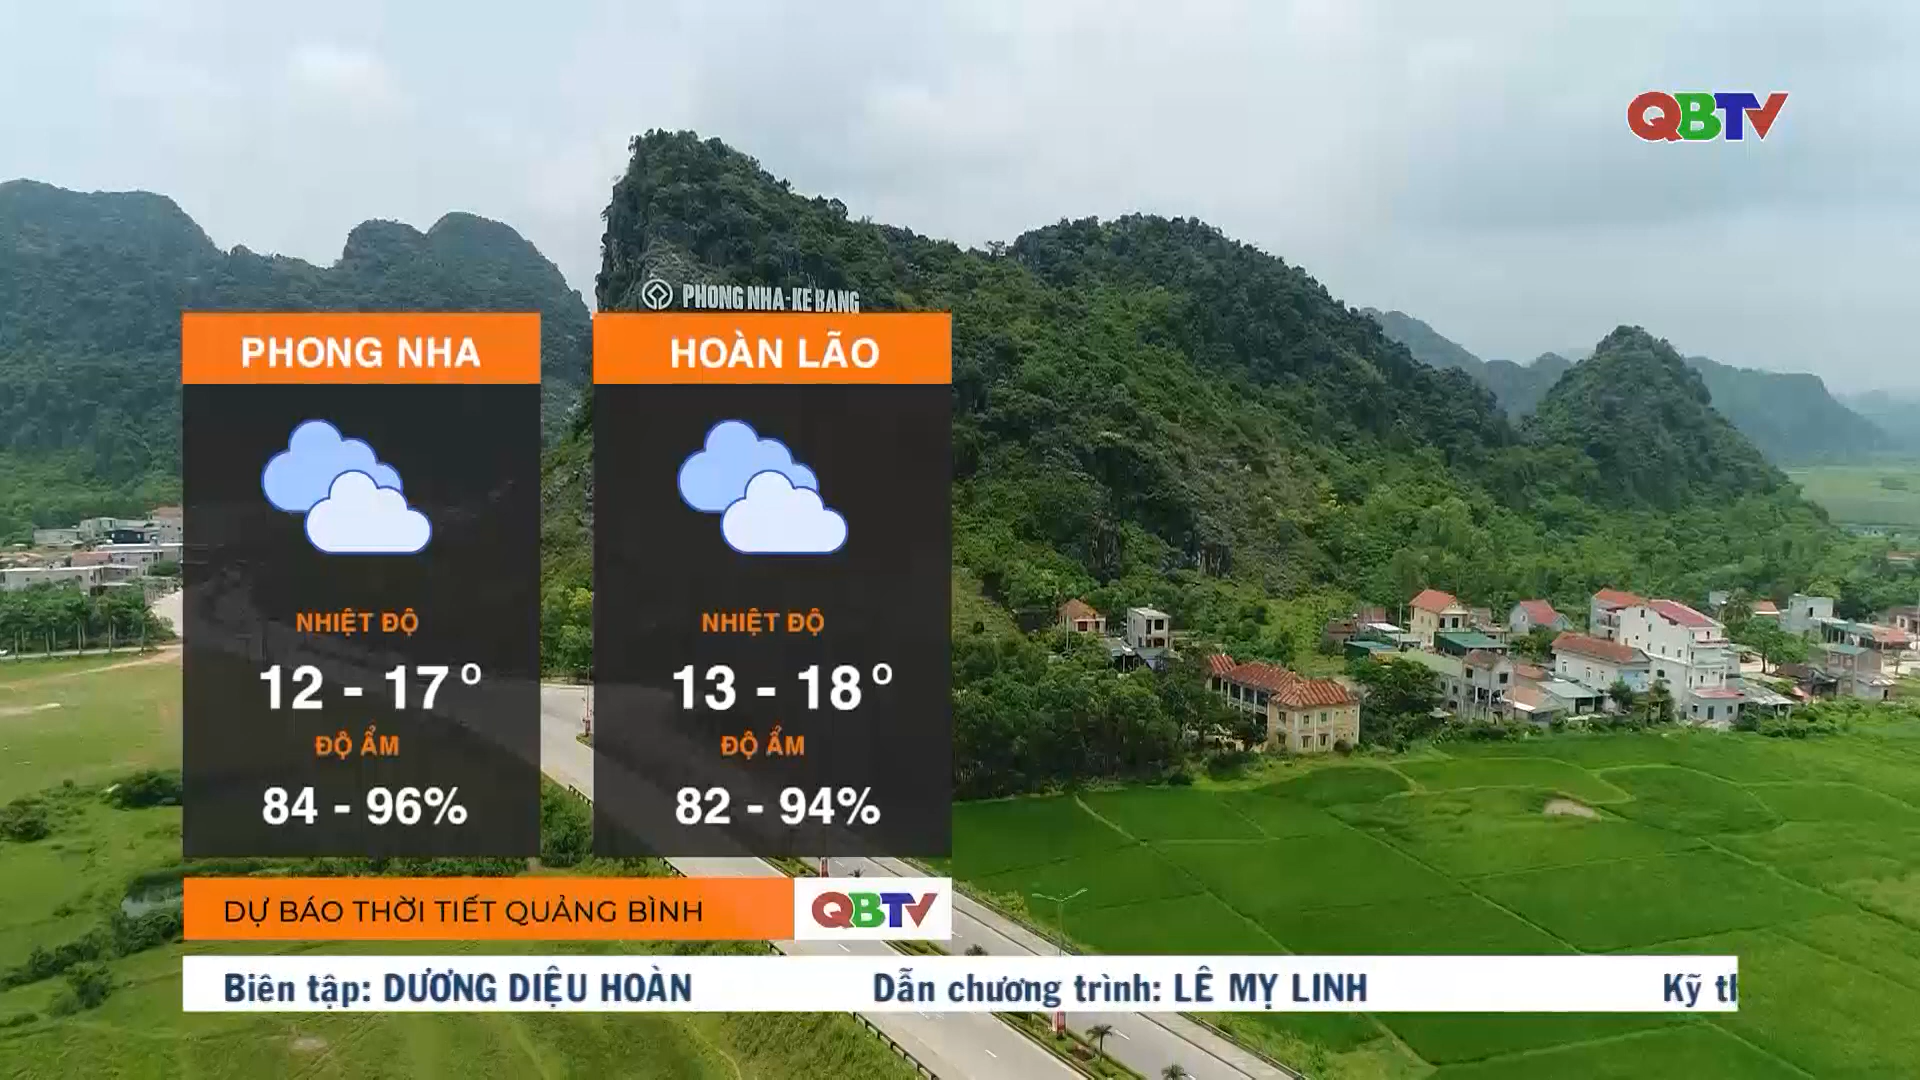 QBTV
PHONG NHA-KE BANG
PHONG NHA
NHIỆT ĐỘ
12 - 17°
ĐỘ ẨM
84 - 96%
HOÀN LÃO
NHIỆT ĐỘ
13 - 18°
ĐỘ ẨM
82 - 94%
DỰ BÁO THỜI TIẾT QUẢNG BÌNH
QBTV
Biên tập: DƯƠNG DIỆU HOÀN Dẫn chương trình: LÊ MỴ LINH Kỹ